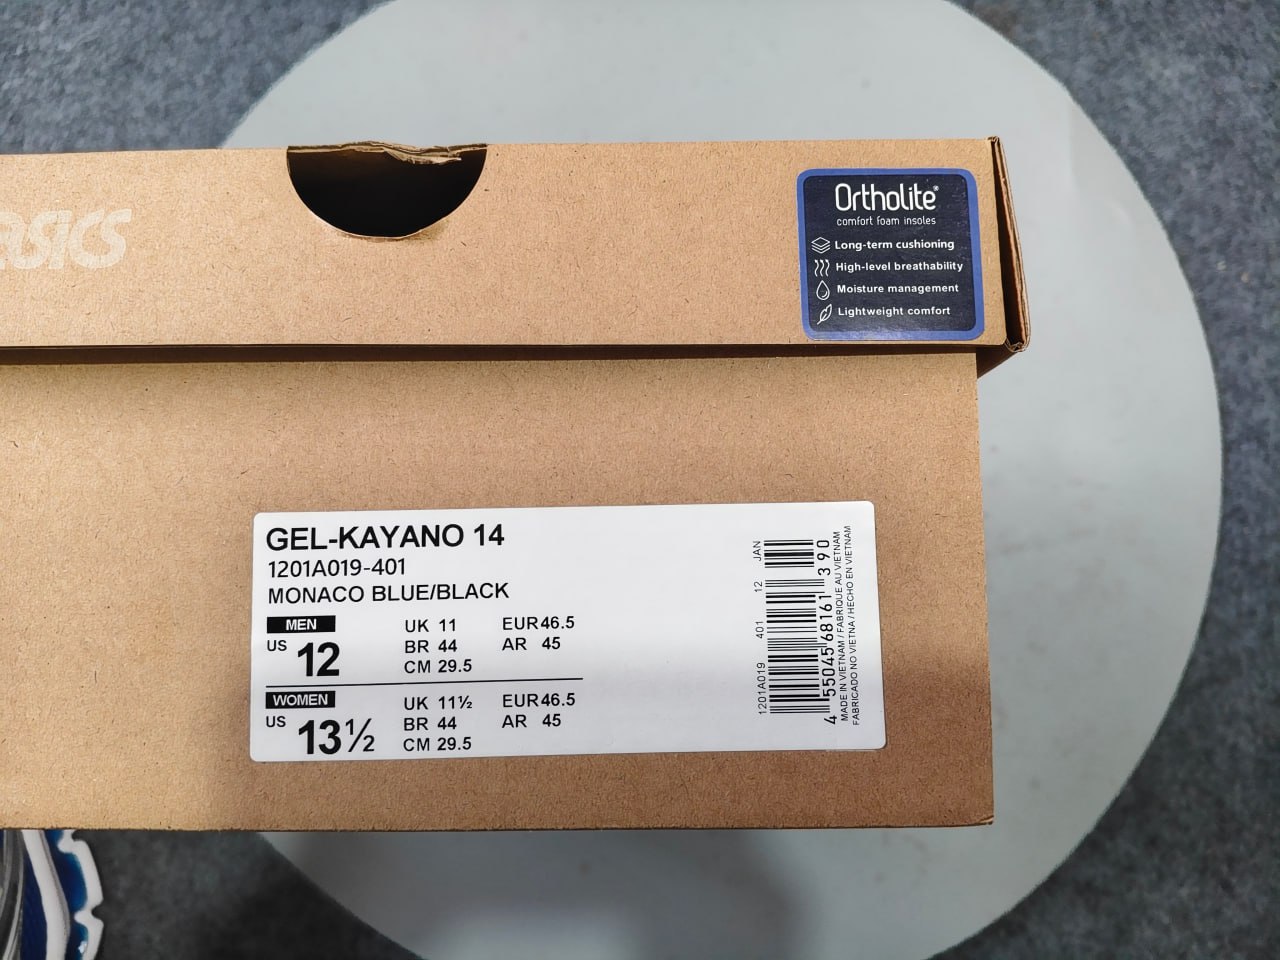 asics
Ortholite®
comfort foam insoles
Long-term cushioning
High-level breathability
Moisture management
Lightweight comfort
GEL-KAYANO 14
1201A019-401
MONACO BLUE/BLACK
MEN
US 12
UK 11 EUR 46.5
BR 44 AR 45
CM 29.5
WOMEN
US 13½
UK 11½ EUR 46.5
BR 44 AR 45
CM 29.5
1201A019 401 12 JAN
4 550456 816139 0
MADE IN VIETNAM / FABRIQUE AU VIETNAM
FABRICADO NO VIETNA / HECHO EN VIETNAM